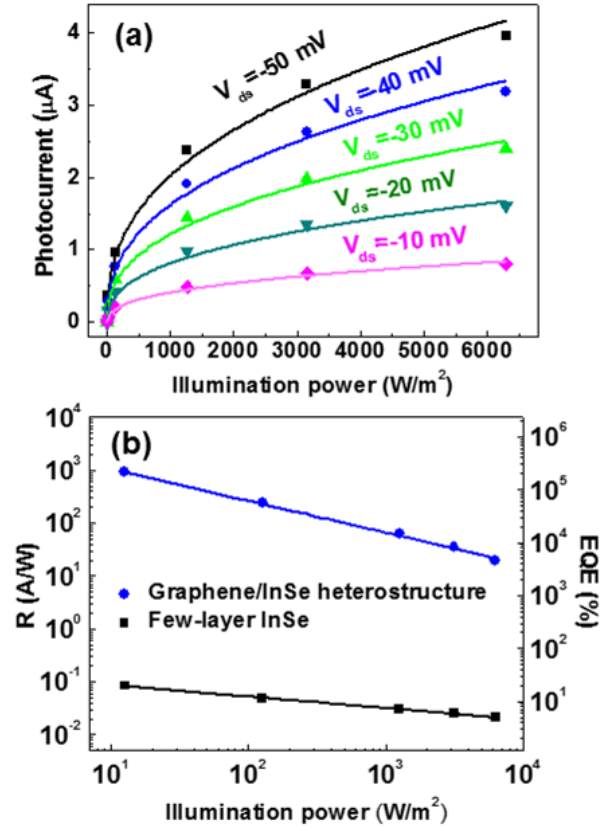 (a)
4
3
2
1
0
Photocurrent (μA)
V_ds=-50 mV
V_ds=-40 mV
V_ds=-30 mV
V_ds=-20 mV
V_ds=-10 mV
0 1000 2000 3000 4000 5000 6000
Illumination power (W/m²)
(b)
10⁴
10³
10²
10¹
10⁰
10⁻¹
10⁻²
R (A/W)
Graphene/InSe heterostructure
Few-layer InSe
10⁶
10⁵
10⁴
10³
10²
10¹
EQE (%)
10¹ 10² 10³ 10⁴
Illumination power (W/m²)